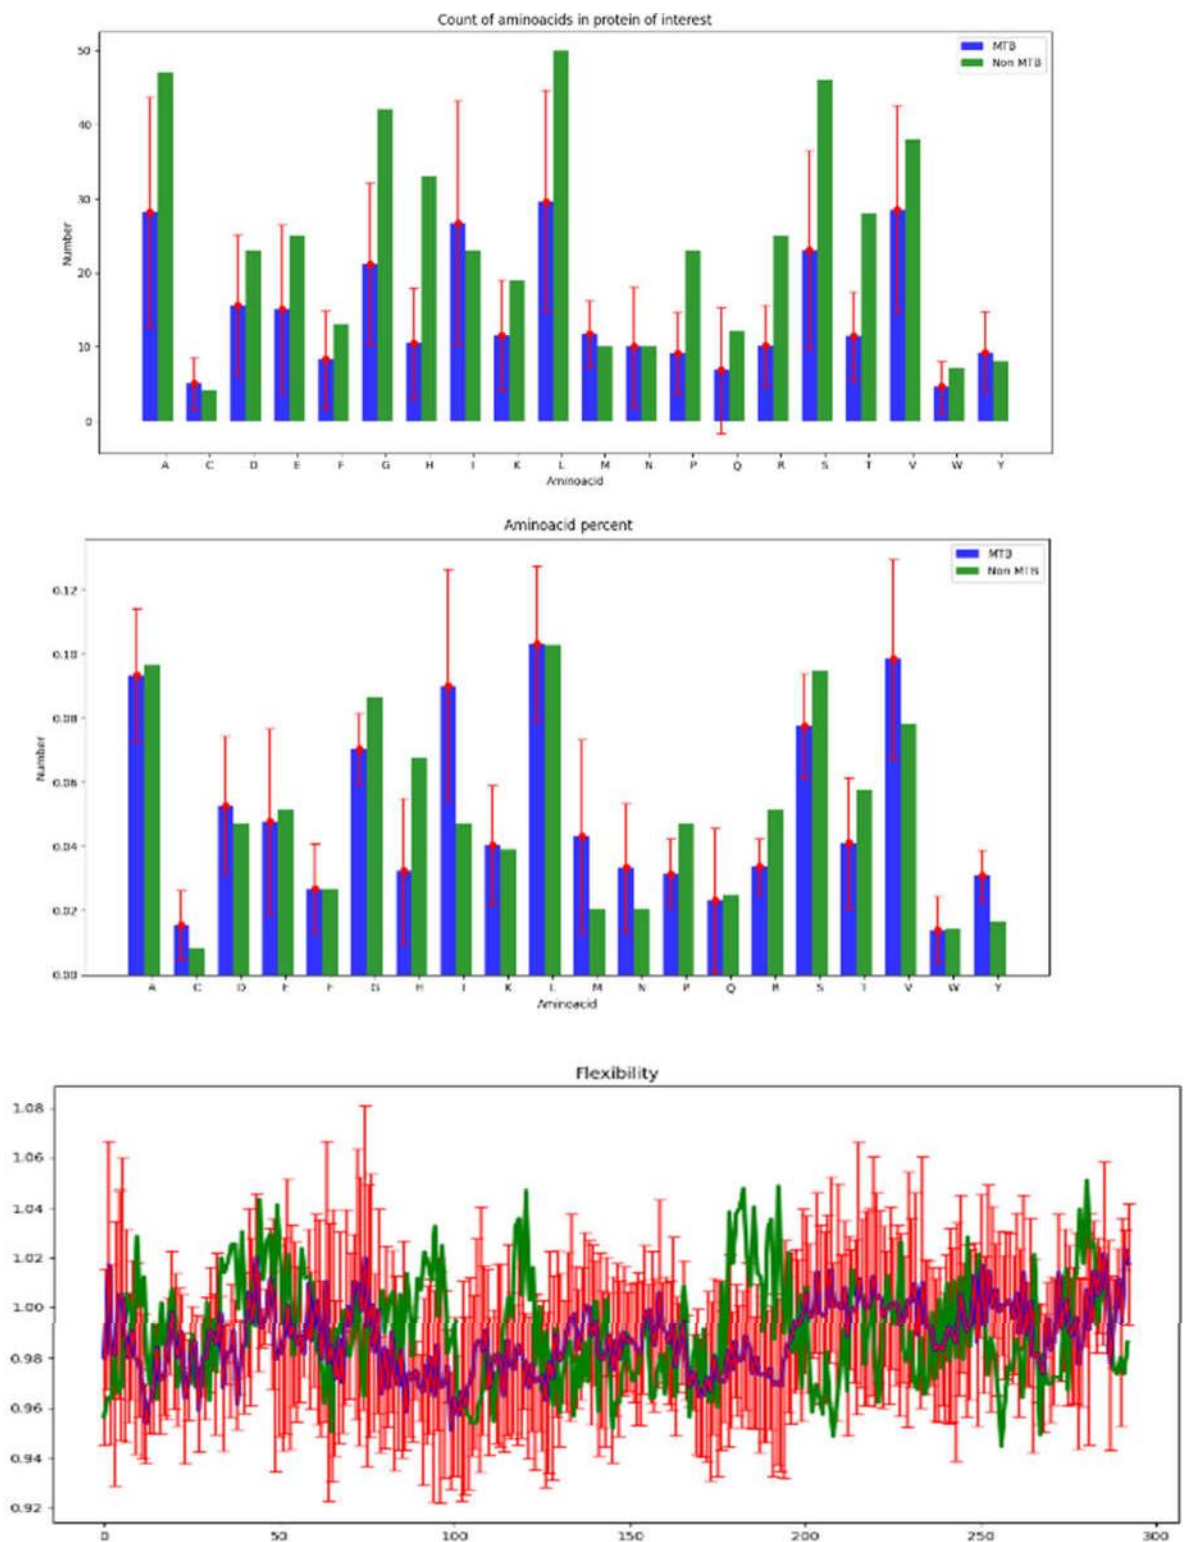 Count of aminoacids in protein of interest
MTB
Non MTB
50
40
30
20
10
0
Number
A C D E F G H I K L M N P Q R S T V W Y
Aminoacid
Aminoacid percent
MTB
Non MTB
0.12
0.10
0.08
0.06
0.04
0.02
0.00
Number
A C D E F G H I K L M N P Q R S T V W Y
Aminoacid
Flexibility
1.08
1.06
1.04
1.02
1.00
0.98
0.96
0.94
0.92
0 50 100 150 200 250 300